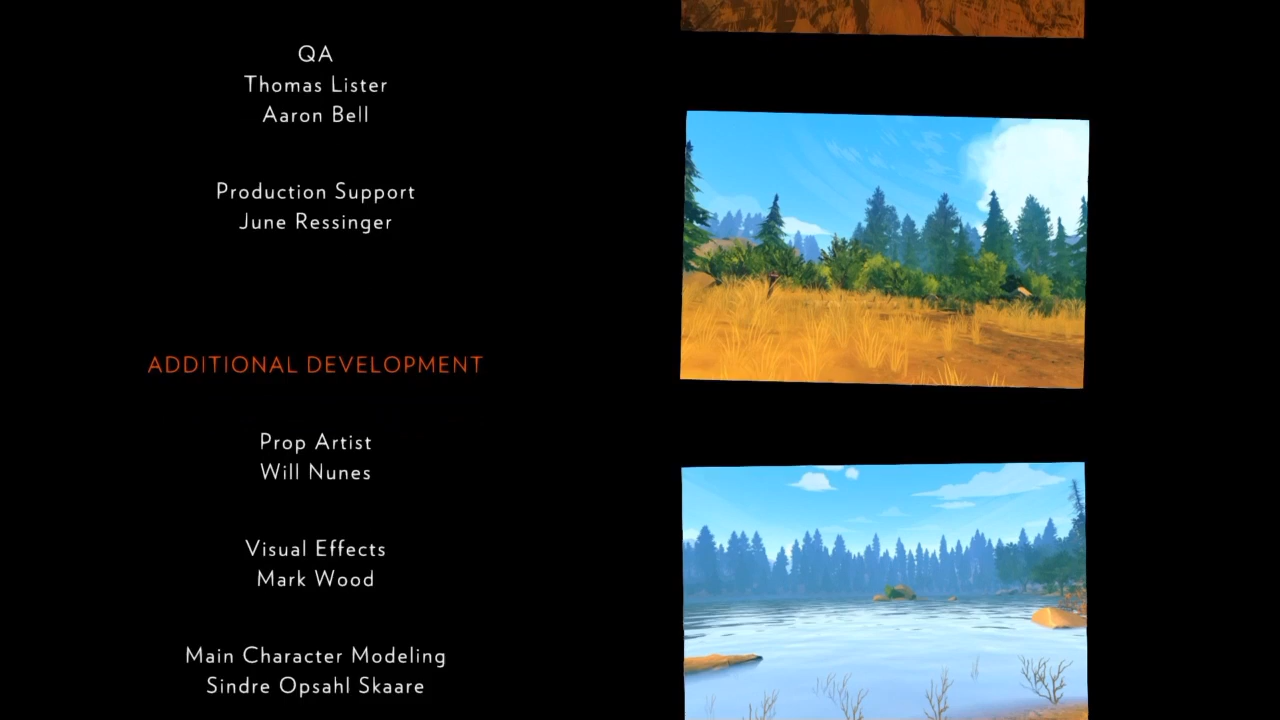 QA
Thomas Lister
Aaron Bell
Production Support
June Ressinger
ADDITIONAL DEVELOPMENT
Prop Artist
Will Nunes
Visual Effects
Mark Wood
Main Character Modeling
Sindre Opsahl Skaare